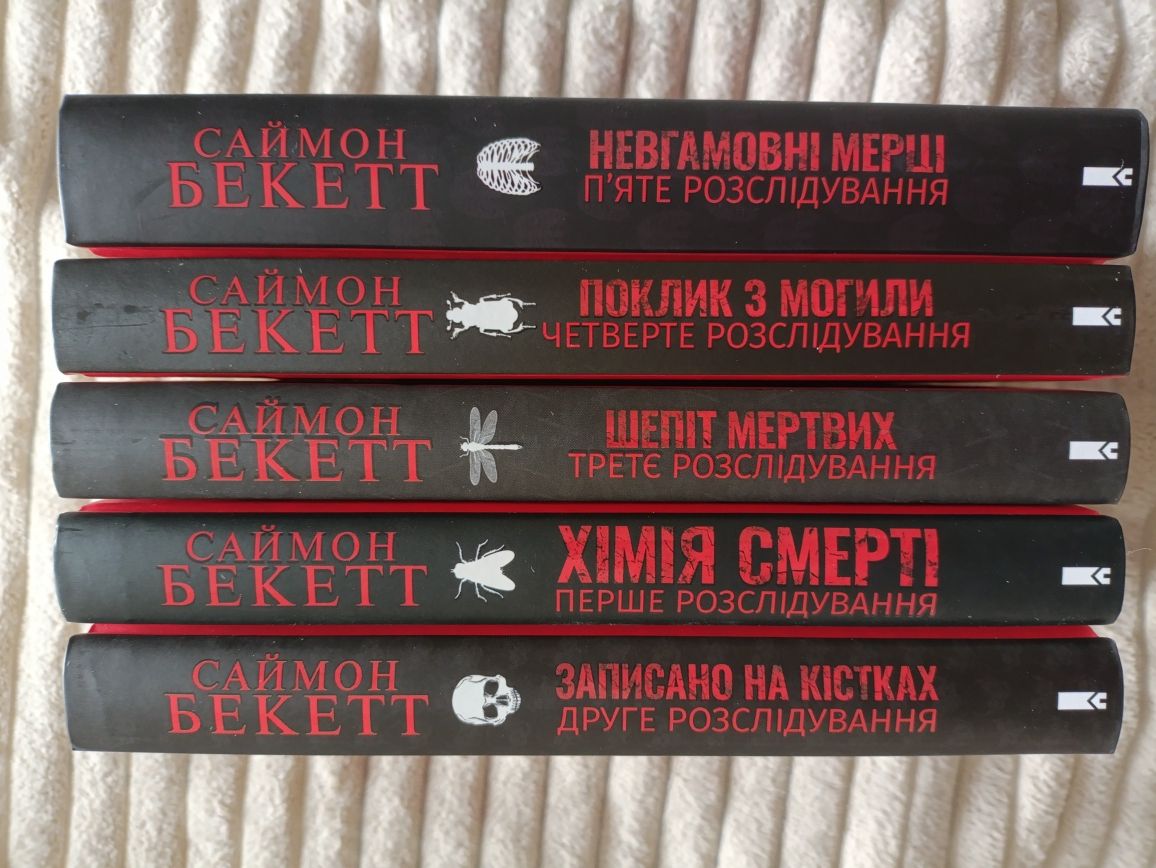 САЙМОН
БЕКЕТТ
НЕВГАМОВНІ МЕРЦІ
П'ЯТЕ РОЗСЛІДУВАННЯ
САЙМОН
БЕКЕТТ
ПОКЛИК З МОГИЛИ
ЧЕТВЕРТЕ РОЗСЛІДУВАННЯ
САЙМОН
БЕКЕТТ
ШЕПІТ МЕРТВИХ
ТРЕТЄ РОЗСЛІДУВАННЯ
САЙМОН
БЕКЕТТ
ХІМІЯ СМЕРТІ
ПЕРШЕ РОЗСЛІДУВАННЯ
САЙМОН
БЕКЕТТ
ЗАПИСАНО НА КІСТКАХ
ДРУГЕ РОЗСЛІДУВАННЯ